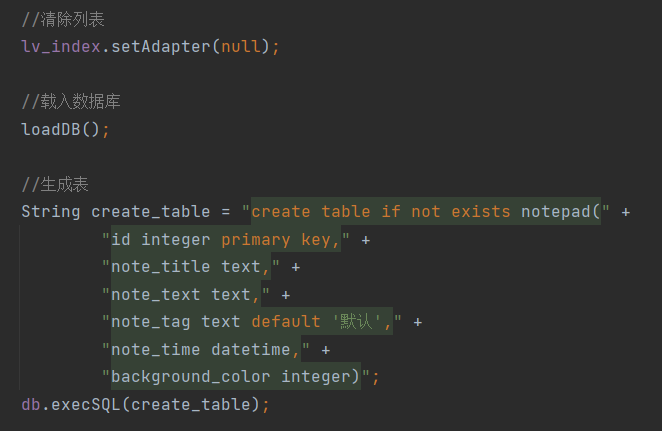 //清除列表
lv_index.setAdapter(null);
//载入数据库
loadDB();
//生成表
String create_table = "create table if not exists notepad(" +
"id integer primary key," +
"note_title text," +
"note_text text," +
"note_tag text default '默认'," +
"note_time datetime," +
"background_color integer)";
db.execSQL(create_table);